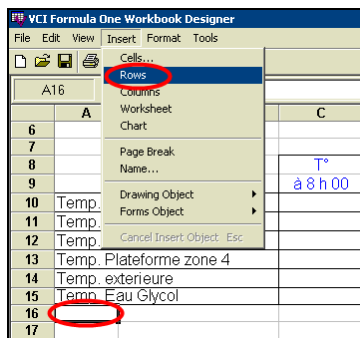 VCI Formula One Workbook Designer
File Edit View Insert Format Tools
Cells...
Rows
Columns
Worksheet
Chart
Page Break
Name...
Drawing Object
Forms Object
Cancel Insert Object Esc
A16
A C
6
7
8 T°
9 à 8 h 00
10 Temp.
11 Temp.
12 Temp.
13 Temp. Plateforme zone 4
14 Temp. exterieure
15 Temp. Eau Glycol
16
17